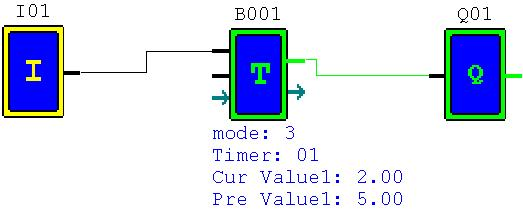 I01 B001 Q01
I T Q
mode: 3
Timer: 01
Cur Value1: 2.00
Pre Value1: 5.00